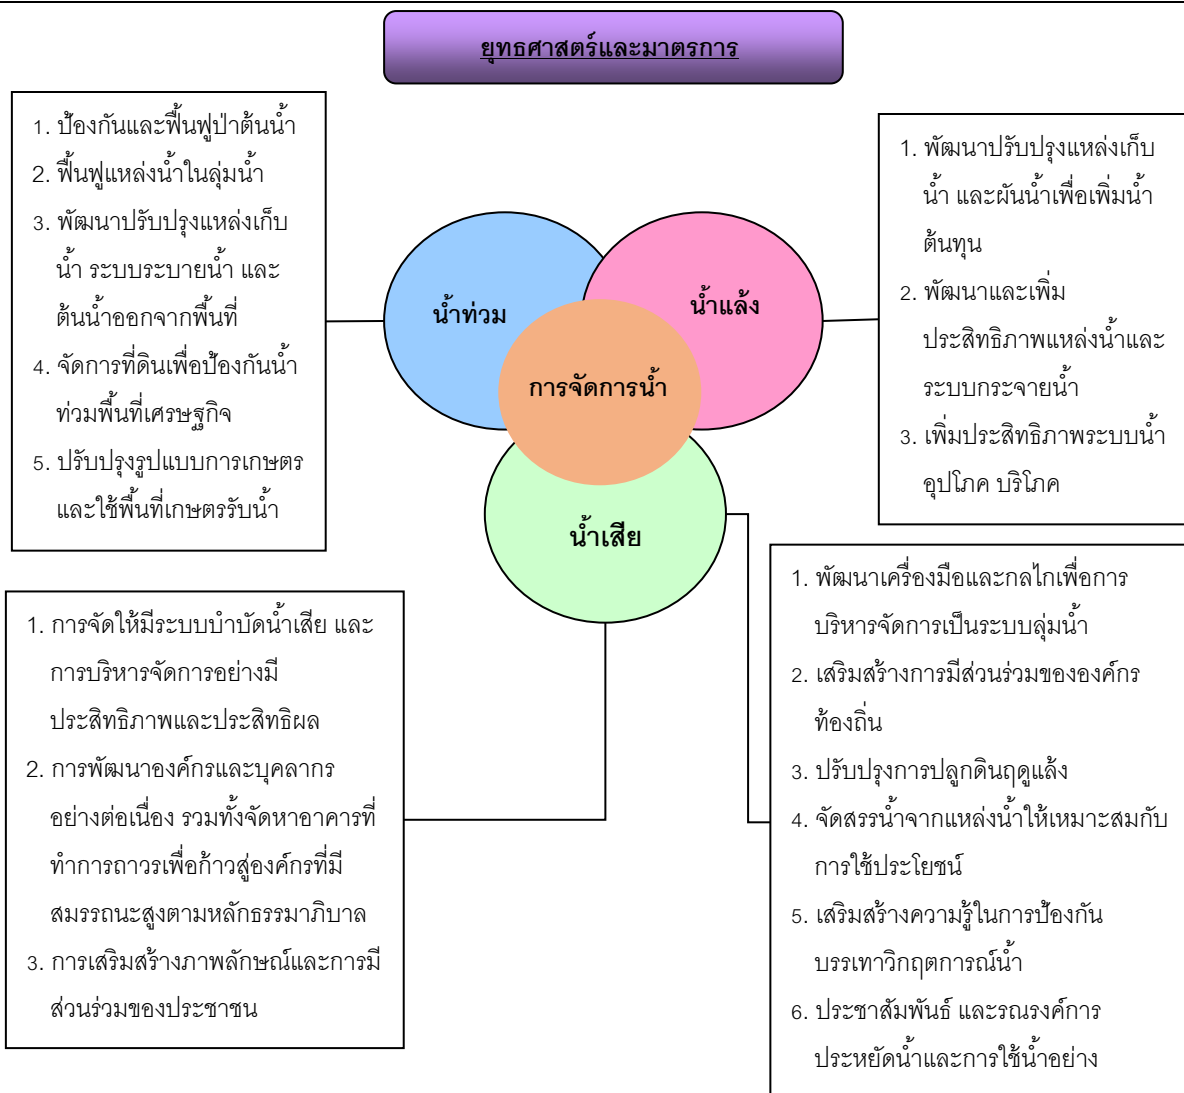 ยุทธศาสตร์และมาตรการ
1. ป้องกันและฟื้นฟูป่าต้นน้ำ
2. ฟื้นฟูแหล่งน้ำในลุ่มน้ำ
3. พัฒนาปรับปรุงแหล่งเก็บ
น้ำ ระบบระบายน้ำ และ
ต้นน้ำออกจากพื้นที่
4. จัดการที่ดินเพื่อป้องกันน้ำ
ท่วมพื้นที่เศรษฐกิจ
5. ปรับปรุงรูปแบบการเกษตร
และใช้พื้นที่เกษตรรับน้ำ
1. พัฒนาปรับปรุงแหล่งเก็บ
น้ำ และผันน้ำเพื่อเพิ่มน้ำ
ต้นทุน
2. พัฒนาและเพิ่ม
ประสิทธิภาพแหล่งน้ำและ
ระบบกระจายน้ำ
3. เพิ่มประสิทธิภาพระบบน้ำ
อุปโภค บริโภค
น้ำท่วม
น้ำแล้ง
การจัดการน้ำ
น้ำเสีย
1. การจัดให้มีระบบบำบัดน้ำเสีย และ
การบริหารจัดการอย่างมี
ประสิทธิภาพและประสิทธิผล
2. การพัฒนาองค์กรและบุคลากร
อย่างต่อเนื่อง รวมทั้งจัดหาอาคารที่
ทำการถาวรเพื่อก้าวสู่องค์กรที่มี
สมรรถนะสูงตามหลักธรรมาภิบาล
3. การเสริมสร้างภาพลักษณ์และการมี
ส่วนร่วมของประชาชน
1. พัฒนาเครื่องมือและกลไกเพื่อการ
บริหารจัดการเป็นระบบลุ่มน้ำ
2. เสริมสร้างการมีส่วนร่วมขององค์กร
ท้องถิ่น
3. ปรับปรุงการปลูกดินฤดูแล้ง
4. จัดสรรน้ำจากแหล่งน้ำให้เหมาะสมกับ
การใช้ประโยชน์
5. เสริมสร้างความรู้ในการป้องกัน
บรรเทาวิกฤตการณ์น้ำ
6. ประชาสัมพันธ์ และรณรงค์การ
ประหยัดน้ำและการใช้น้ำอย่าง